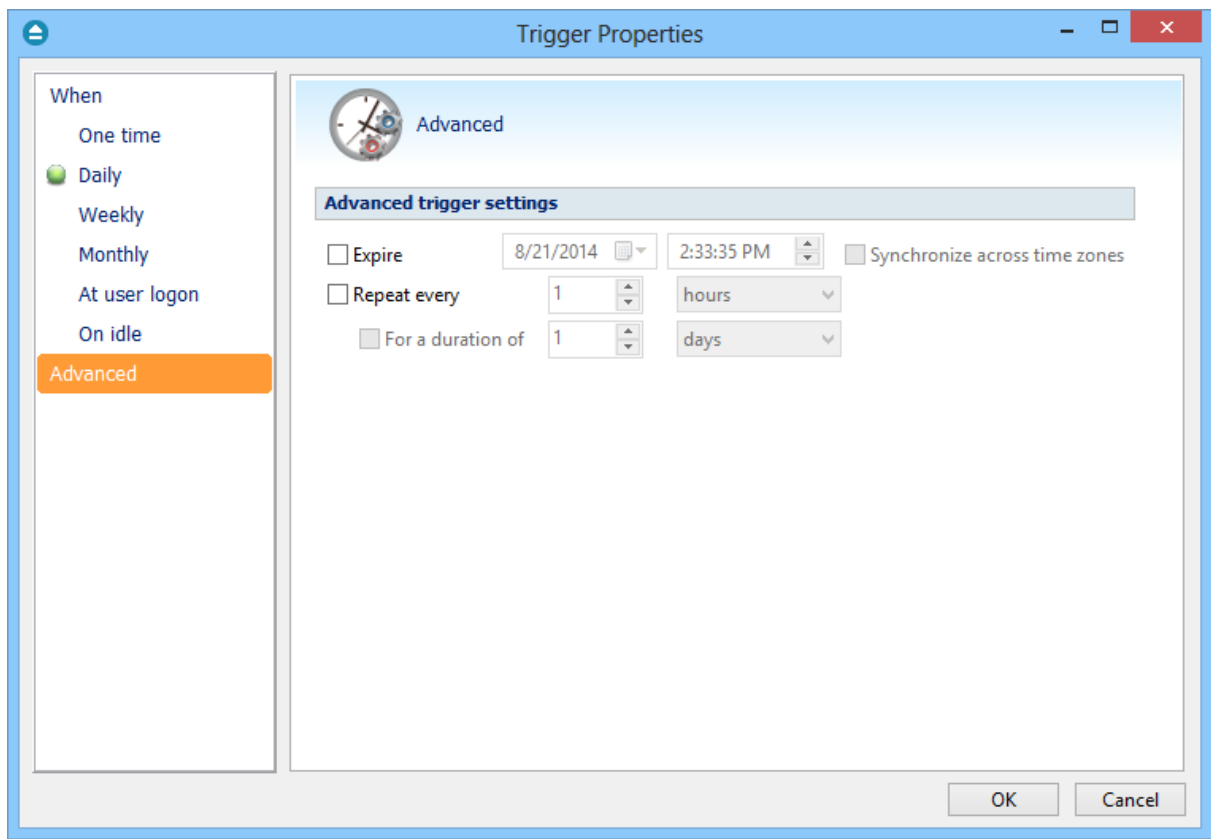 Trigger Properties
When
One time
Daily
Weekly
Monthly
At user logon
On idle
Advanced
Advanced
Advanced trigger settings
Expire 8/21/2014 2:33:35 PM Synchronize across time zones
Repeat every 1 hours
For a duration of 1 days
OK Cancel